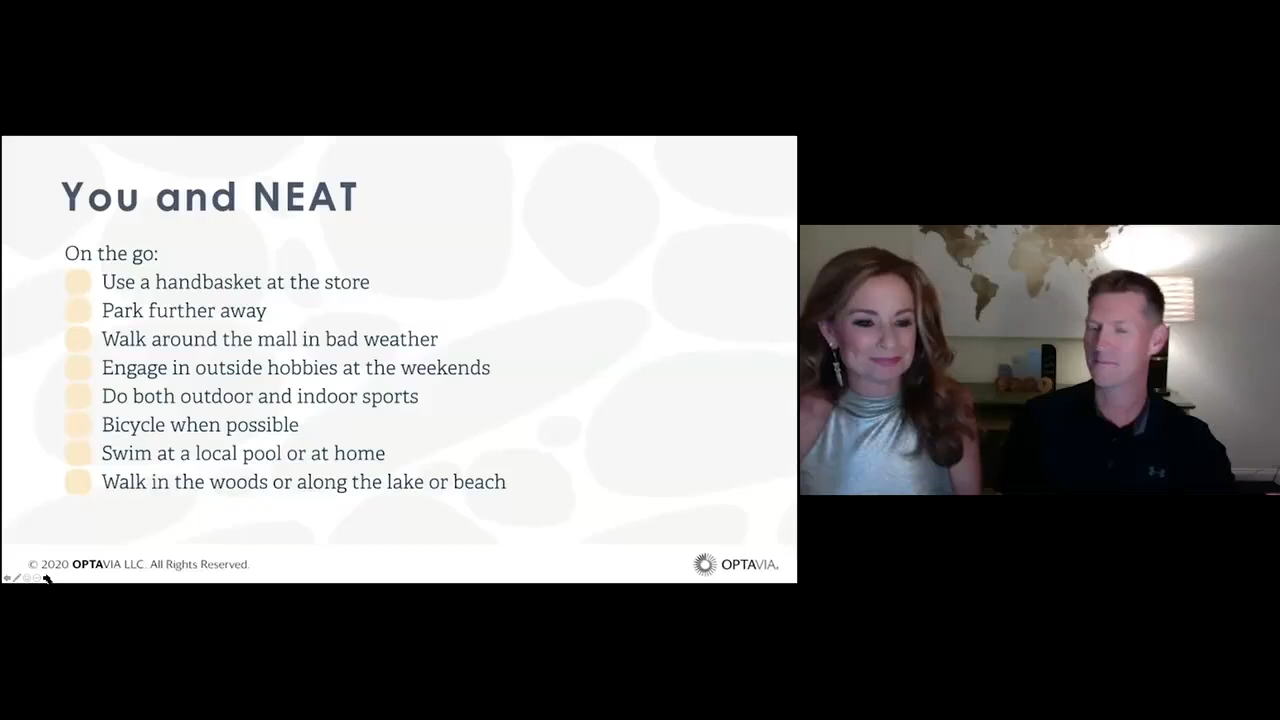 You and NEAT
On the go:
Use a handbasket at the store
Park further away
Walk around the mall in bad weather
Engage in outside hobbies at the weekends
Do both outdoor and indoor sports
Bicycle when possible
Swim at a local pool or at home
Walk in the woods or along the lake or beach
© 2020 OPTAVIA LLC. All Rights Reserved.
OPTAVIA.